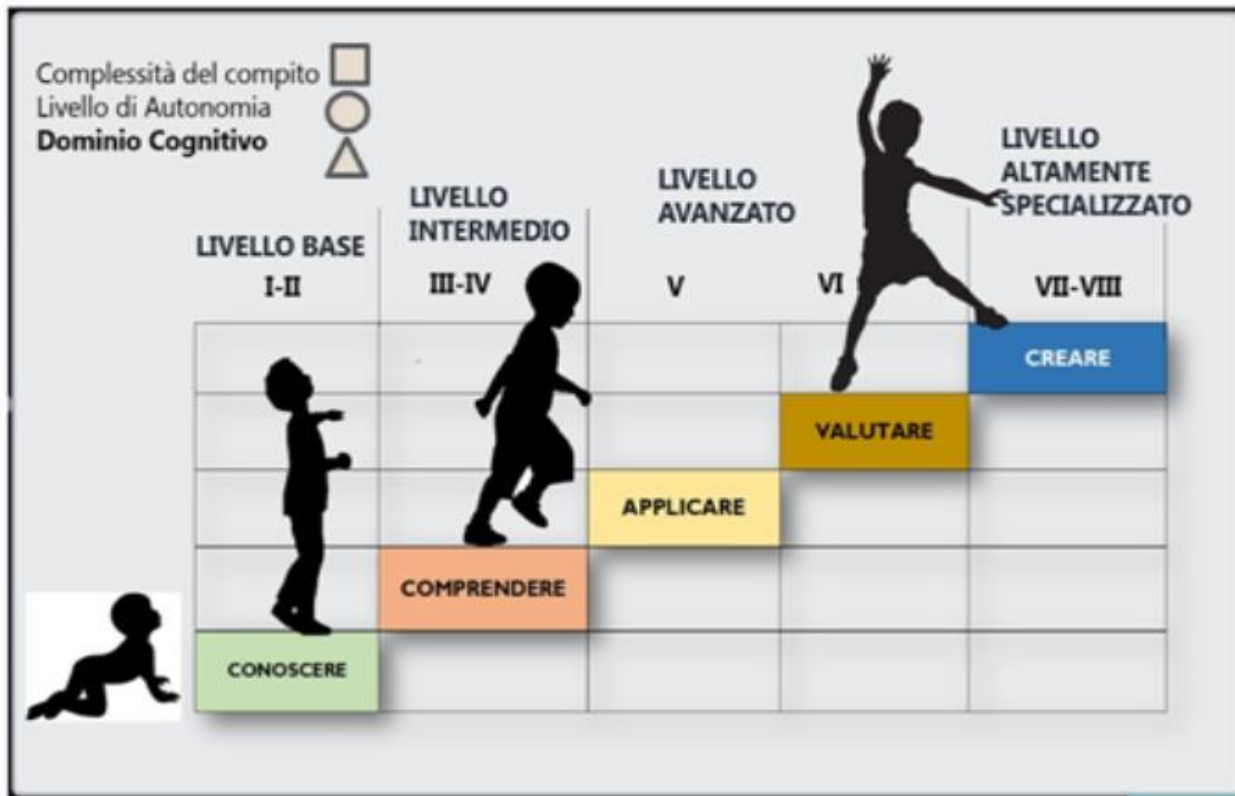 Complessità del compito
Livello di Autonomia
Dominio Cognitivo
LIVELLO BASE
I-II
LIVELLO
INTERMEDIO
III-IV
LIVELLO
AVANZATO
V
VI
LIVELLO
ALTAMENTE
SPECIALIZZATO
VII-VIII
CREARE
VALUTARE
APPLICARE
COMPRENDERE
CONOSCERE